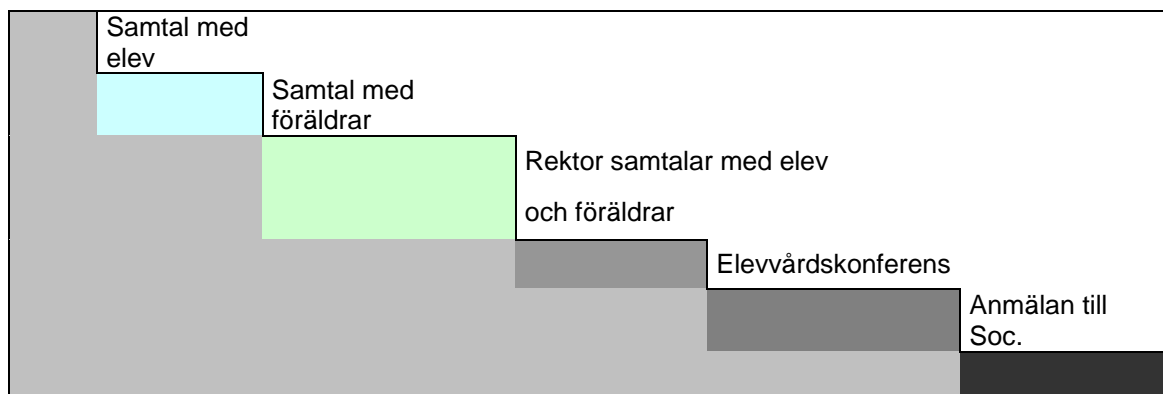 Samtal med
elev
Samtal med
föräldrar
Rektor samtalar med elev
och föräldrar
Elevvårdskonferens
Anmälan till
Soc.